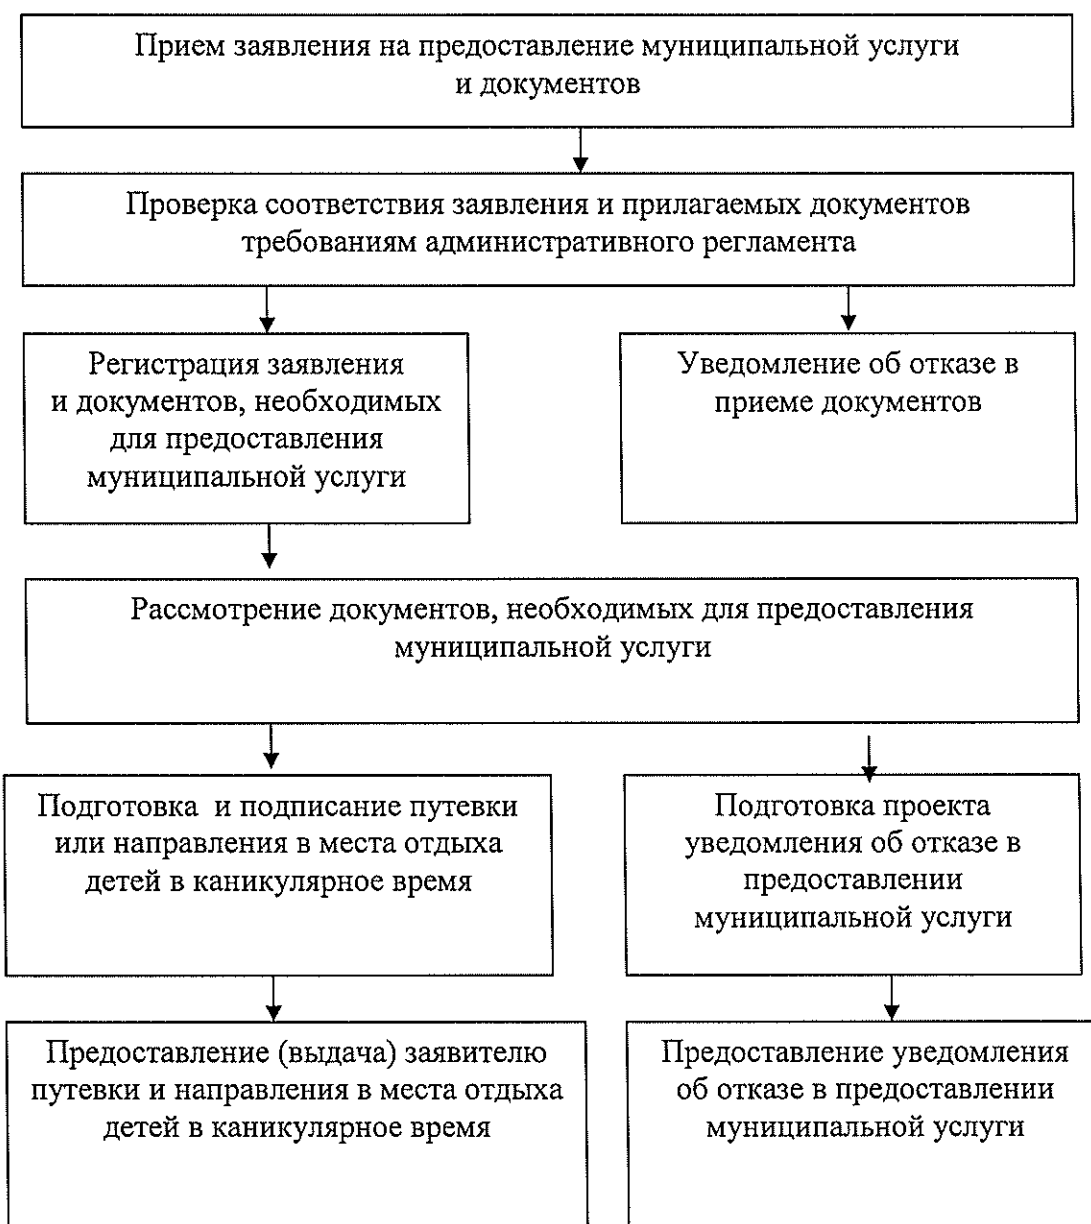 Прием заявления на предоставление муниципальной услуги
и документов
Проверка соответствия заявления и прилагаемых документов
требованиям административного регламента
Регистрация заявления
и документов, необходимых
для предоставления
муниципальной услуги
Уведомление об отказе в
приеме документов
Рассмотрение документов, необходимых для предоставления
муниципальной услуги
Подготовка и подписание путевки
или направления в места отдыха
детей в каникулярное время
Подготовка проекта
уведомления об отказе в
предоставлении
муниципальной услуги
Предоставление (выдача) заявителю
путевки и направления в места отдыха
детей в каникулярное время
Предоставление уведомления
об отказе в предоставлении
муниципальной услуги